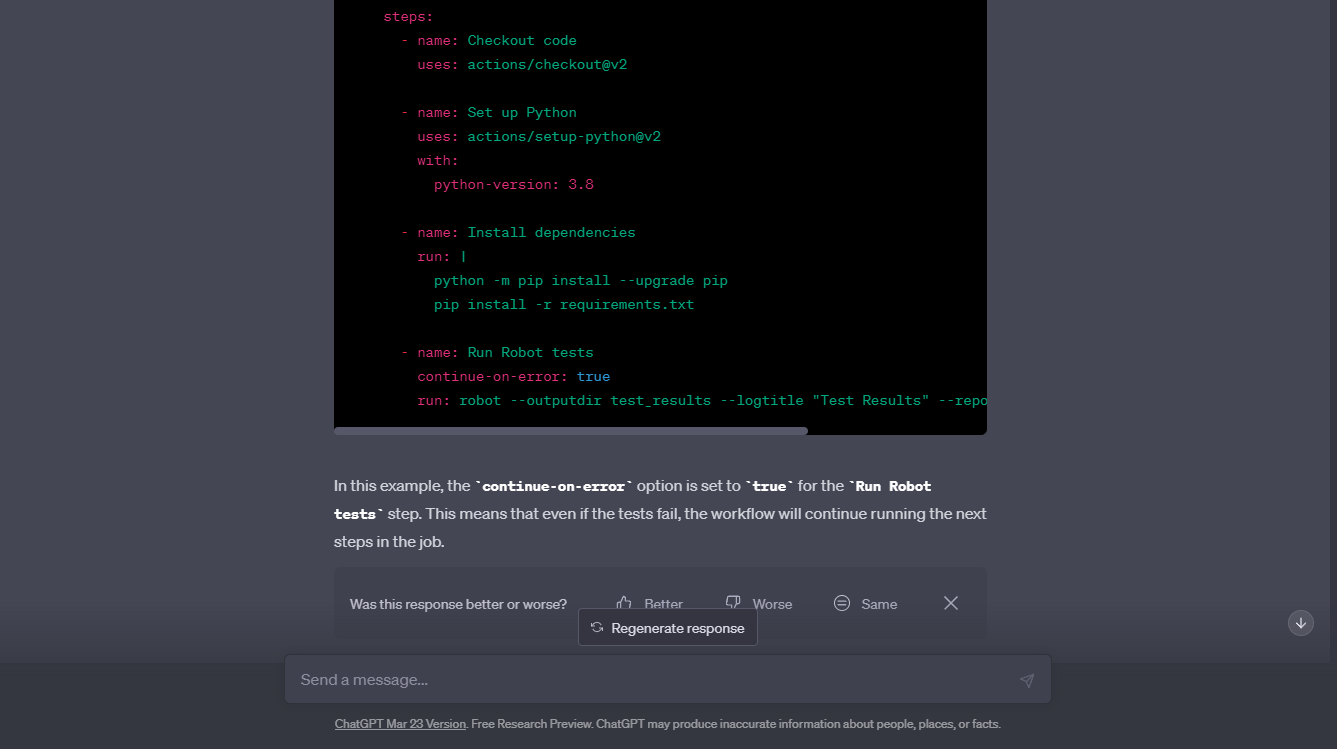 steps:
- name: Checkout code
uses: actions/checkout@v2
- name: Set up Python
uses: actions/setup-python@v2
with:
python-version: 3.8
- name: Install dependencies
run: |
python -m pip install --upgrade pip
pip install -r requirements.txt
- name: Run Robot tests
continue-on-error: true
run: robot --outputdir test_results --logtitle "Test Results" --repo
In this example, the `continue-on-error` option is set to `true` for the `Run Robot
tests` step. This means that even if the tests fail, the workflow will continue running the next
steps in the job.
Was this response better or worse? Better Worse Same
Regenerate response
Send a message...
ChatGPT Mar 23 Version. Free Research Preview. ChatGPT may produce inaccurate information about people, places, or facts.